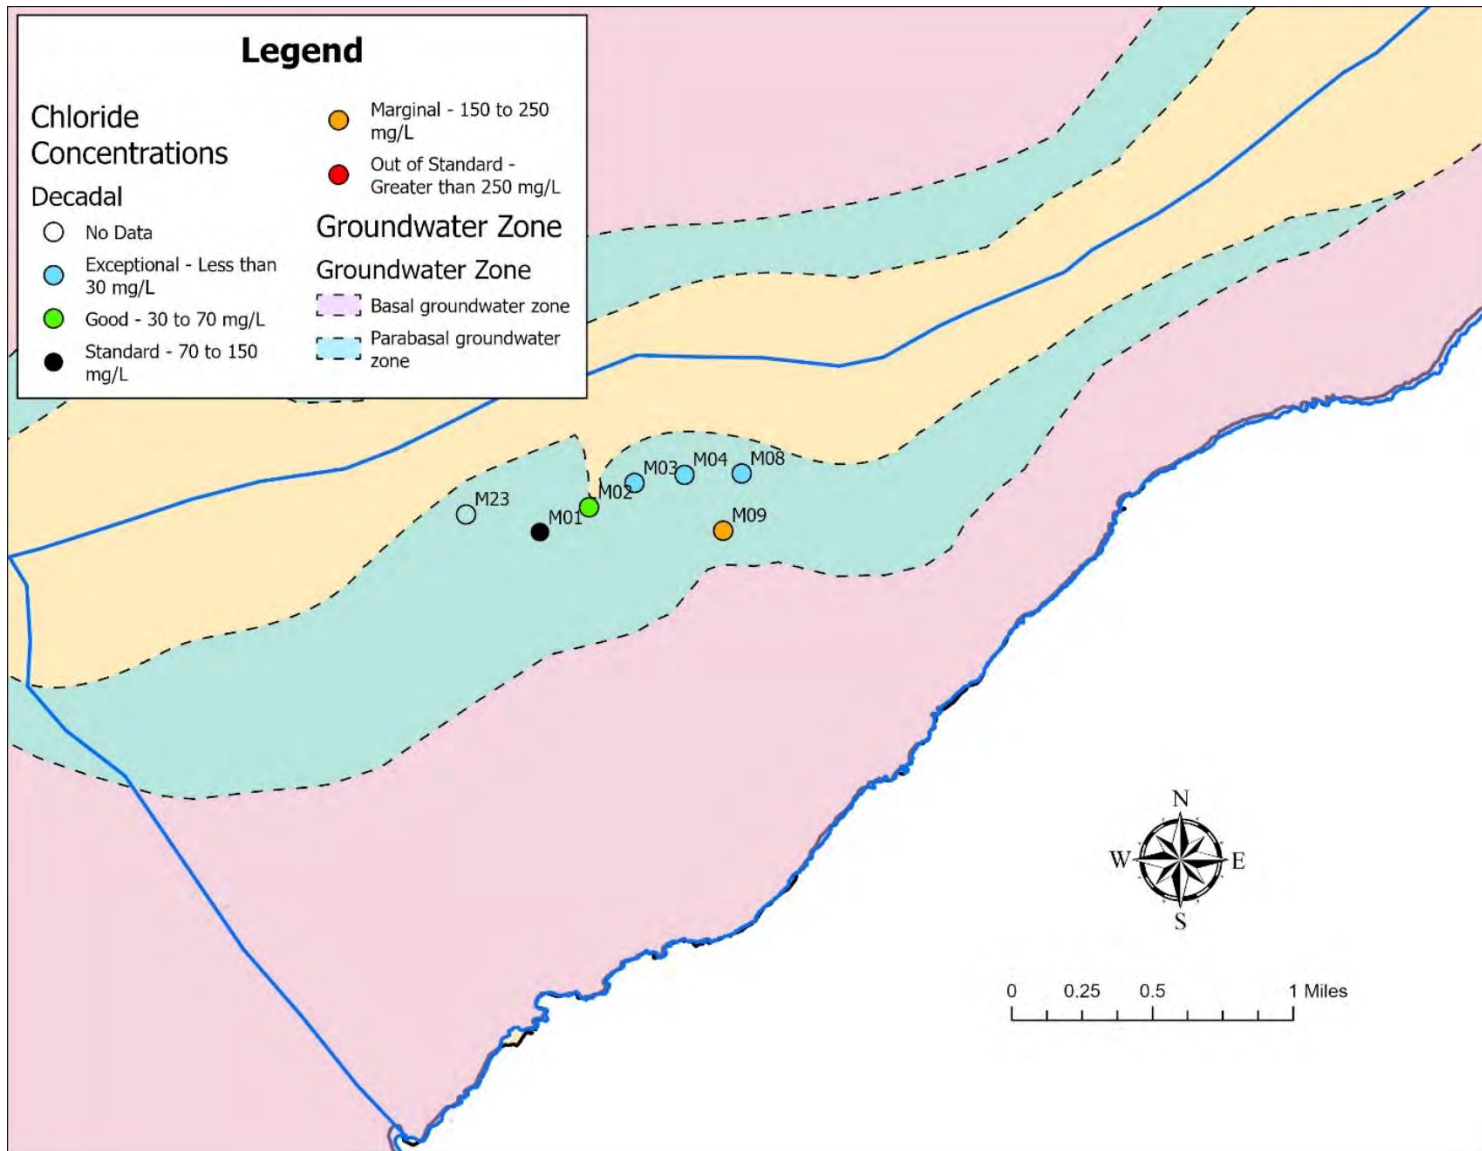 Legend
Chloride
Concentrations
Decadal
No Data
Exceptional - Less than
30 mg/L
Good - 30 to 70 mg/L
Standard - 70 to 150
mg/L
Marginal - 150 to 250
mg/L
Out of Standard -
Greater than 250 mg/L
Groundwater Zone
Groundwater Zone
Basal groundwater zone
Parabasal groundwater
zone
M23
M01
M02
M03
M04
M08
M09
N
W
E
S
0 0.25 0.5 1 Miles